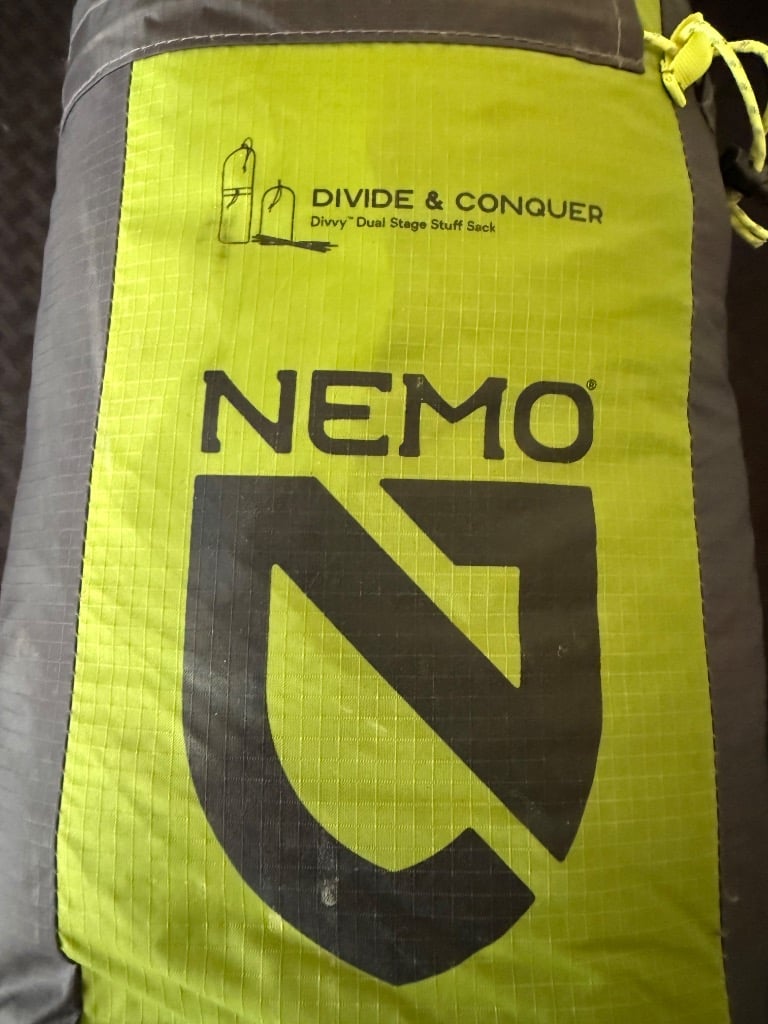 DIVIDE & CONQUER
Divvy™ Dual Stage Stuff Sack
NEMO®